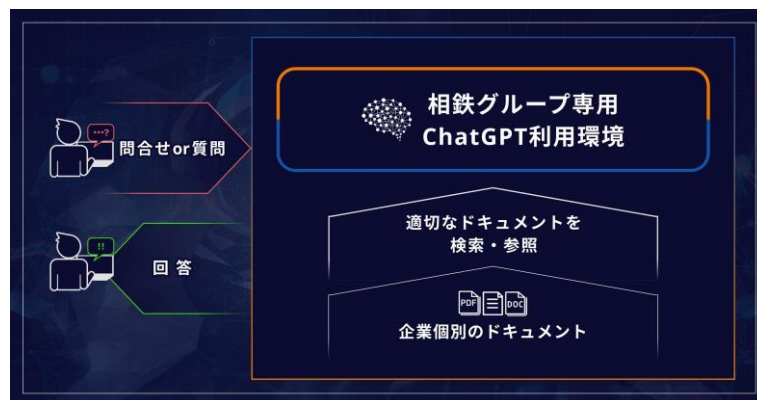 相鉄グループ専用
ChatGPT利用環境
…?
問合せor質問
適切なドキュメントを
検索・参照
!!
回答
PDF
DOC
企業個別のドキュメント